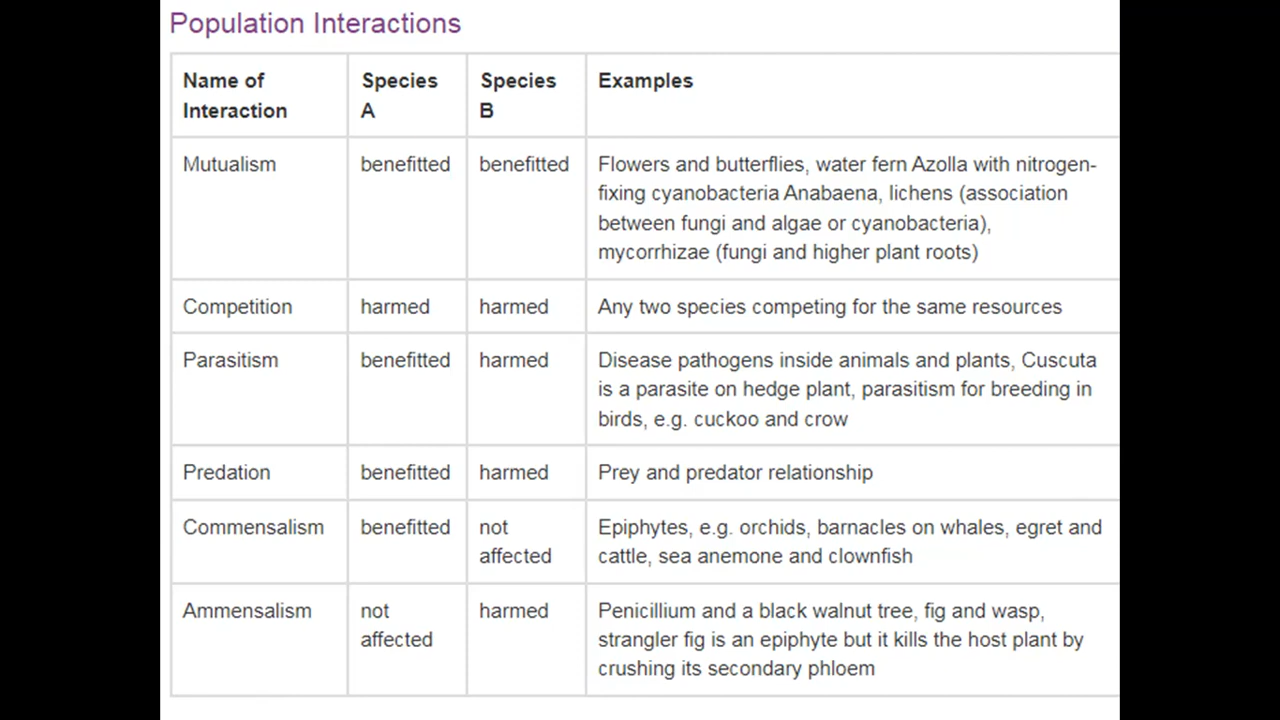 Population Interactions
Name of Interaction | Species A | Species B | Examples
Mutualism | benefitted | benefitted | Flowers and butterflies, water fern Azolla with nitrogen-
fixing cyanobacteria Anabaena, lichens (association
between fungi and algae or cyanobacteria),
mycorrhizae (fungi and higher plant roots)
Competition | harmed | harmed | Any two species competing for the same resources
Parasitism | benefitted | harmed | Disease pathogens inside animals and plants, Cuscuta
is a parasite on hedge plant, parasitism for breeding in
birds, e.g. cuckoo and crow
Predation | benefitted | harmed | Prey and predator relationship
Commensalism | benefitted | not affected | Epiphytes, e.g. orchids, barnacles on whales, egret and
cattle, sea anemone and clownfish
Ammensalism | not affected | harmed | Penicillium and a black walnut tree, fig and wasp,
strangler fig is an epiphyte but it kills the host plant by
crushing its secondary phloem